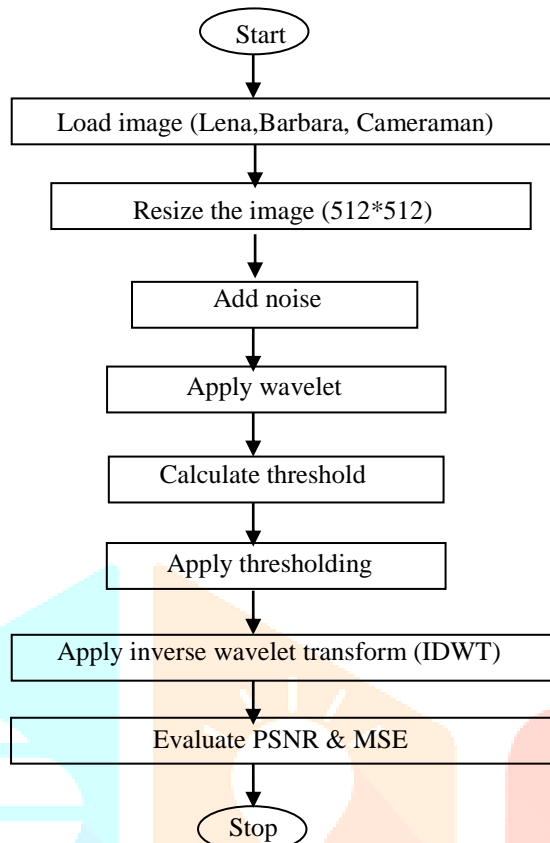 Start
Load image (Lena,Barbara, Cameraman)
Resize the image (512*512)
Add noise
Apply wavelet
Calculate threshold
Apply thresholding
Apply inverse wavelet transform (IDWT)
Evaluate PSNR & MSE
Stop